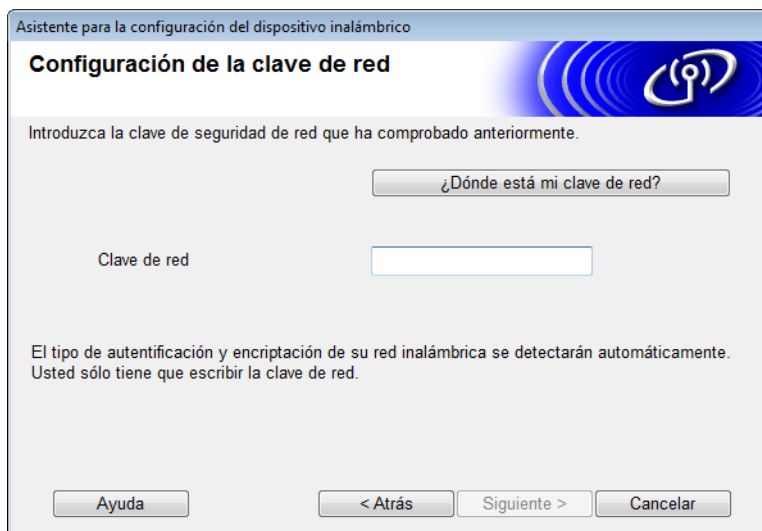 Asistente para la configuración del dispositivo inalámbrico
Configuración de la clave de red
Introduzca la clave de seguridad de red que ha comprobado anteriormente.
¿Dónde está mi clave de red?
Clave de red
El tipo de autentificación y encriptación de su red inalámbrica se detectarán automáticamente.
Usted sólo tiene que escribir la clave de red.
Ayuda
< Atrás
Siguiente >
Cancelar